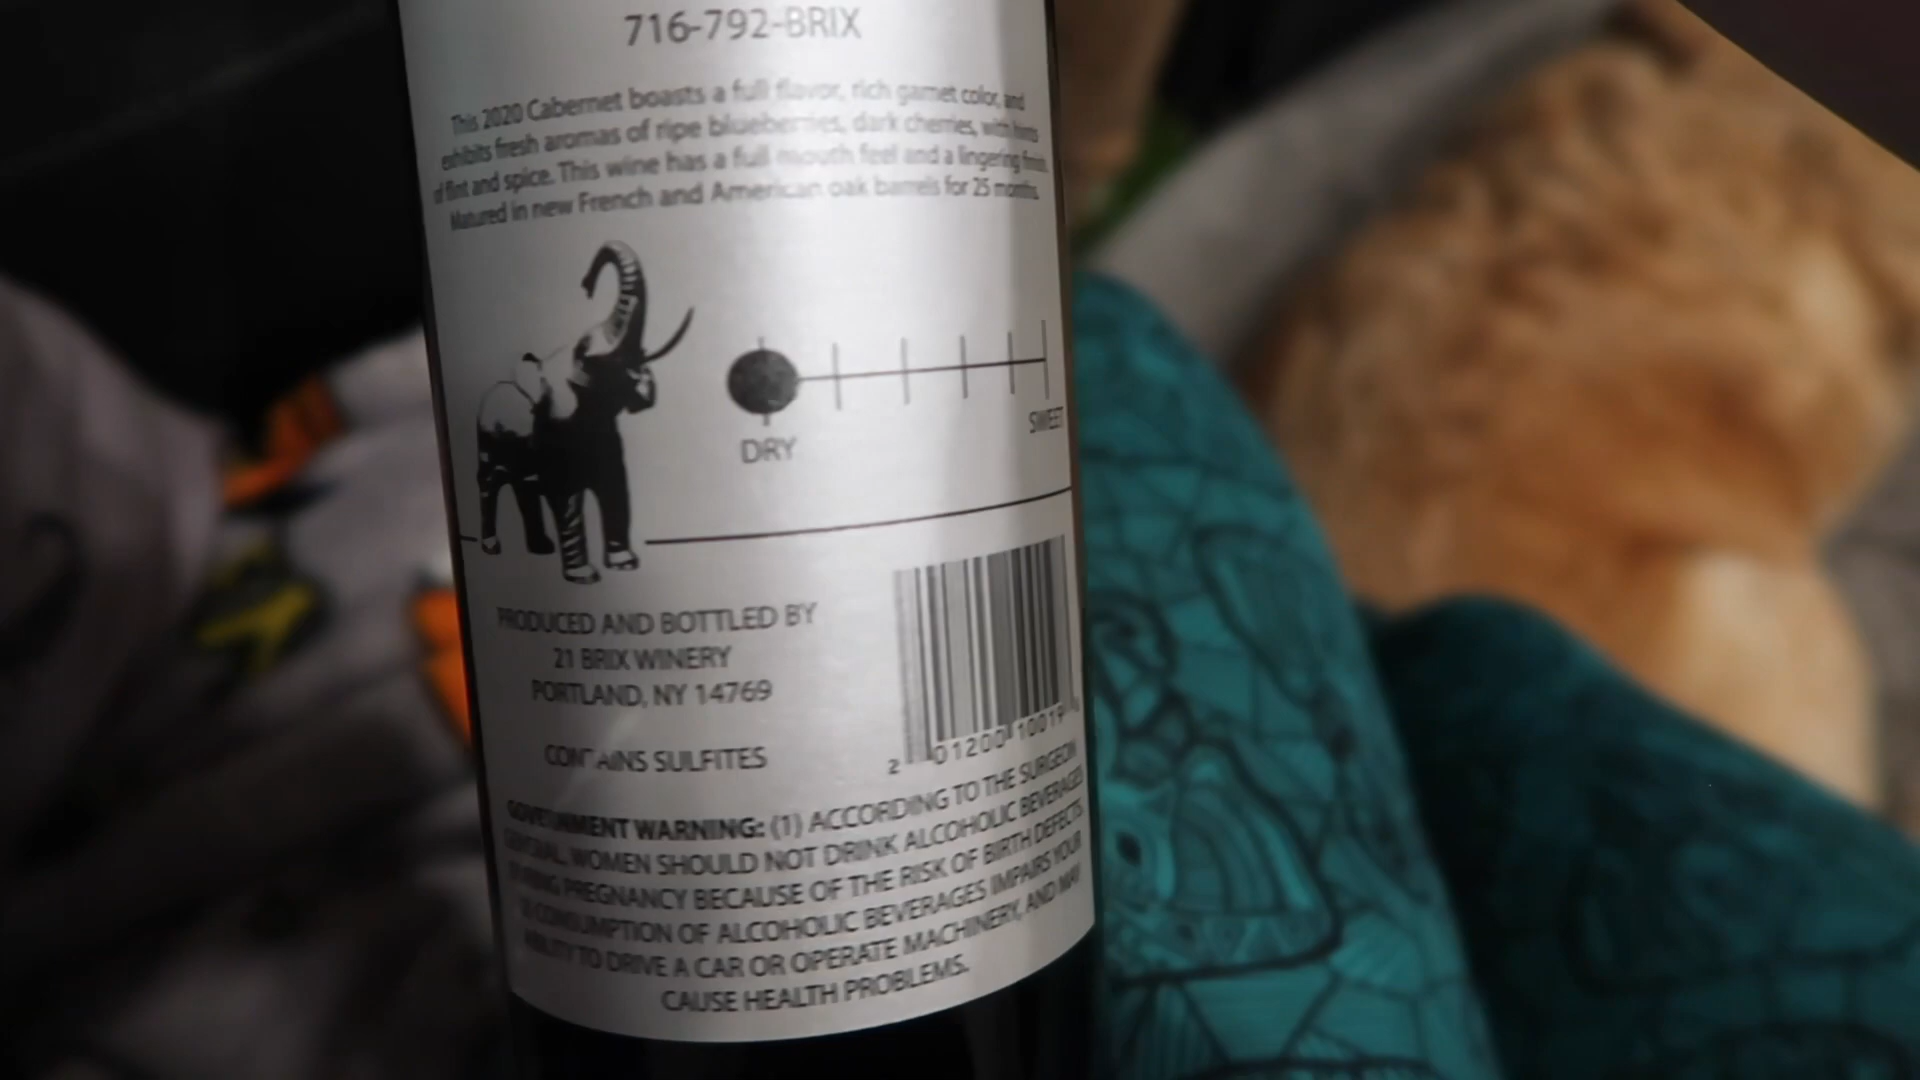 716-792-BRIX
This 2020 Cabernet boasts a full flavor, rich garnet color, and
exhibits fresh aromas of ripe blueberries, dark cherries, with hints
of flint and spice. This wine has a full mouth feel and a lingering finish.
Matured in new French and American oak barrels for 25 months.
DRY
SWEET
PRODUCED AND BOTTLED BY
21 BRIX WINERY
PORTLAND, NY 14769
CONTAINS SULFITES
2 01200 10019
GOVERNMENT WARNING: (1) ACCORDING TO THE SURGEON
GENERAL, WOMEN SHOULD NOT DRINK ALCOHOLIC BEVERAGES
DURING PREGNANCY BECAUSE OF THE RISK OF BIRTH DEFECTS.
CONSUMPTION OF ALCOHOLIC BEVERAGES IMPAIRS YOUR
ABILITY TO DRIVE A CAR OR OPERATE MACHINERY, AND MAY
CAUSE HEALTH PROBLEMS.